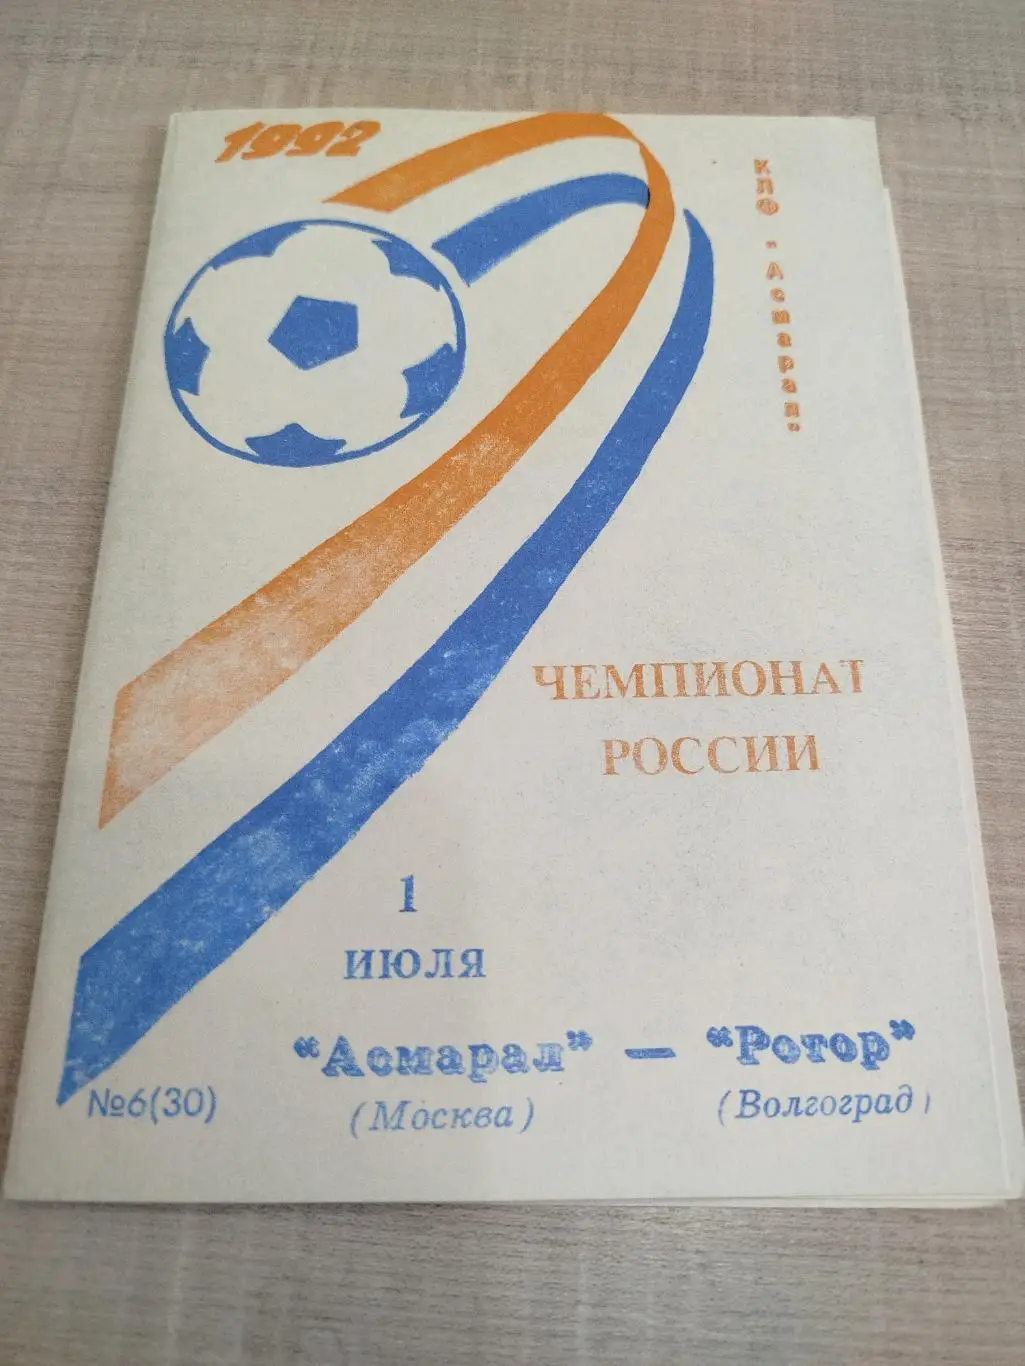 1992
КЛФ "Асмарал"
ЧЕМПИОНАТ
РОССИИ
1
ИЮЛЯ
"Асмарал" — "Ротор"
№6(30)
(Москва)
(Волгоград)